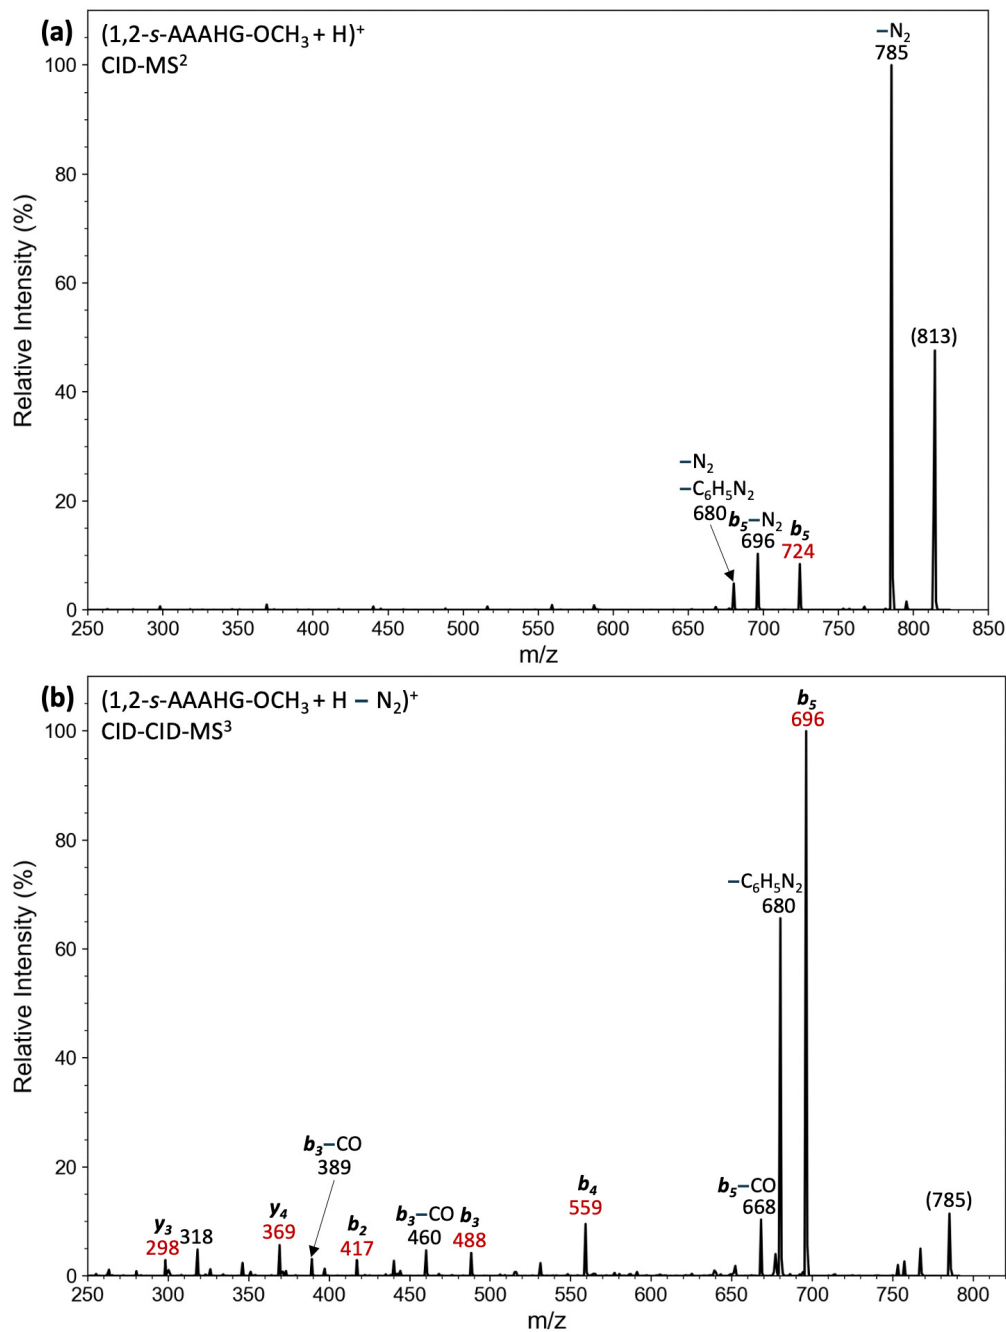 (a) (1,2-s-AAAHG-OCH₃ + H)⁺
CID-MS²
−N₂
785
(813)
−N₂
−C₆H₅N₂
680
b₅−N₂
696
b₅
724
Relative Intensity (%)
100
80
60
40
20
0
250 300 350 400 450 500 550 600 650 700 750 800 850
m/z
(b) (1,2-s-AAAHG-OCH₃ + H − N₂)⁺
CID-CID-MS³
b₅
696
−C₆H₅N₂
680
b₃−CO
389
y₃
298
318
y₄
369
b₂
417
b₃−CO
460
b₃
488
b₄
559
b₅−CO
668
(785)
Relative Intensity (%)
100
80
60
40
20
0
250 300 350 400 450 500 550 600 650 700 750 800
m/z